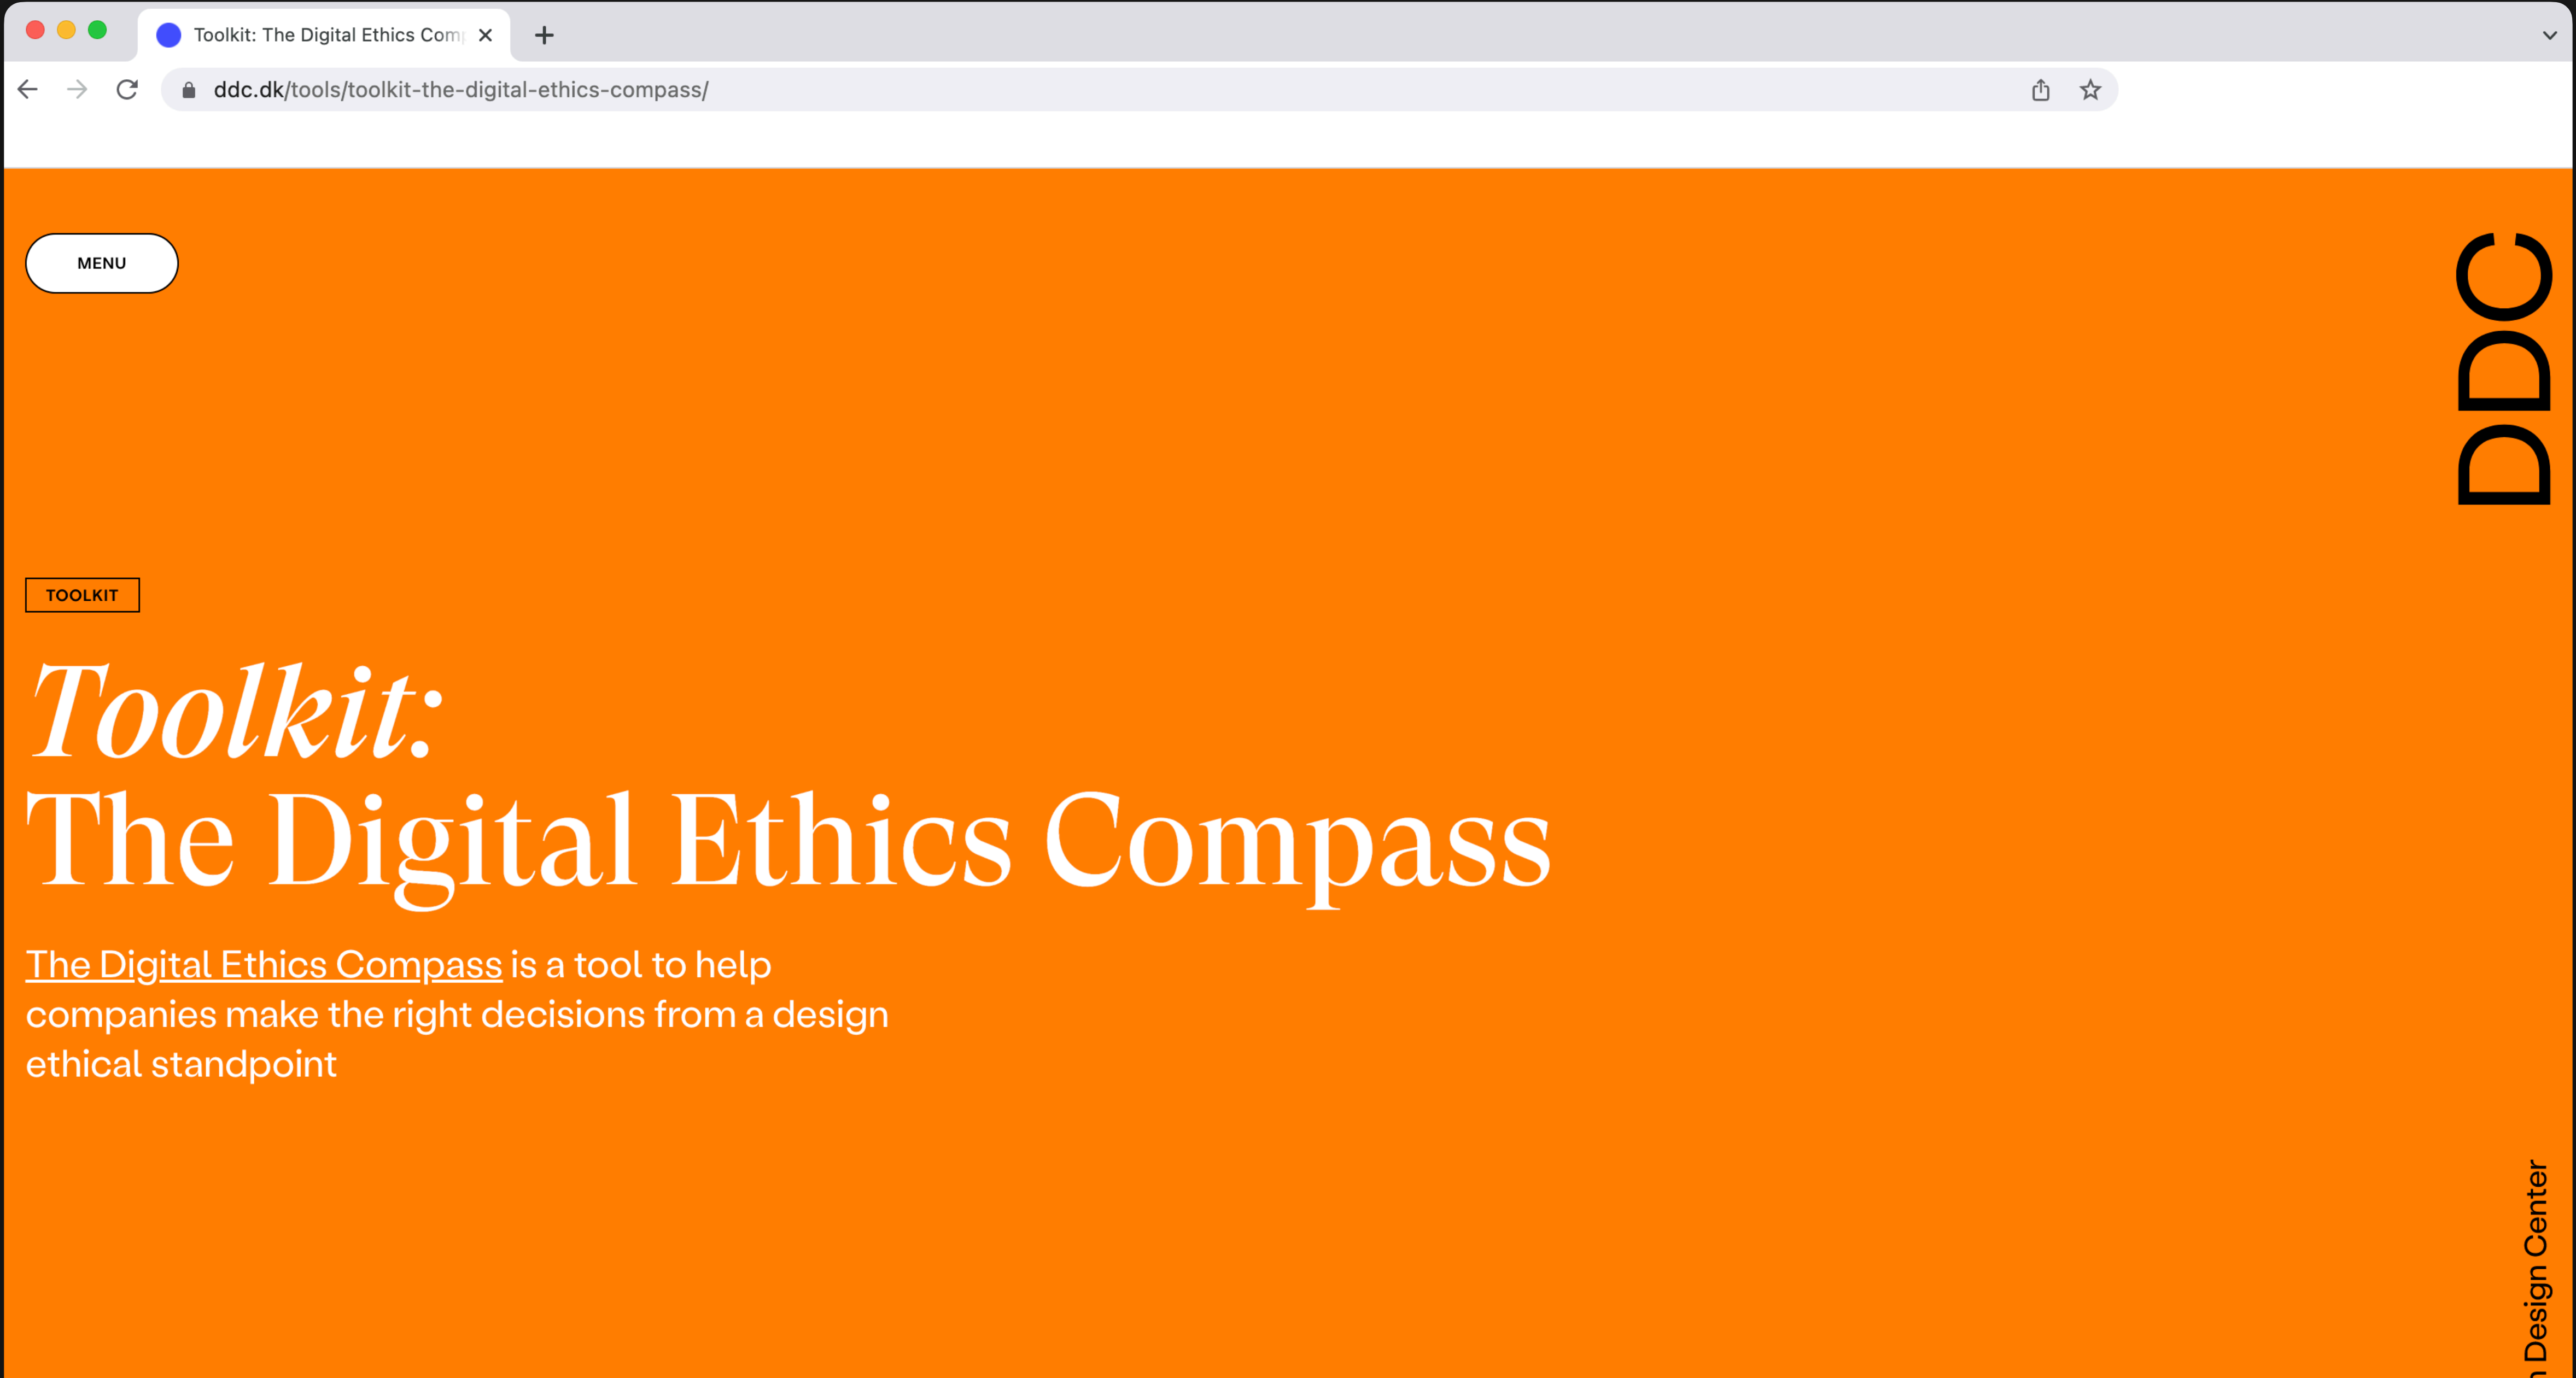 Toolkit: The Digital Ethics Com
ddc.dk/tools/toolkit-the-digital-ethics-compass/
MENU
DDC
TOOLKIT
Toolkit:
The Digital Ethics Compass
The Digital Ethics Compass is a tool to help
companies make the right decisions from a design
ethical standpoint
Design Center